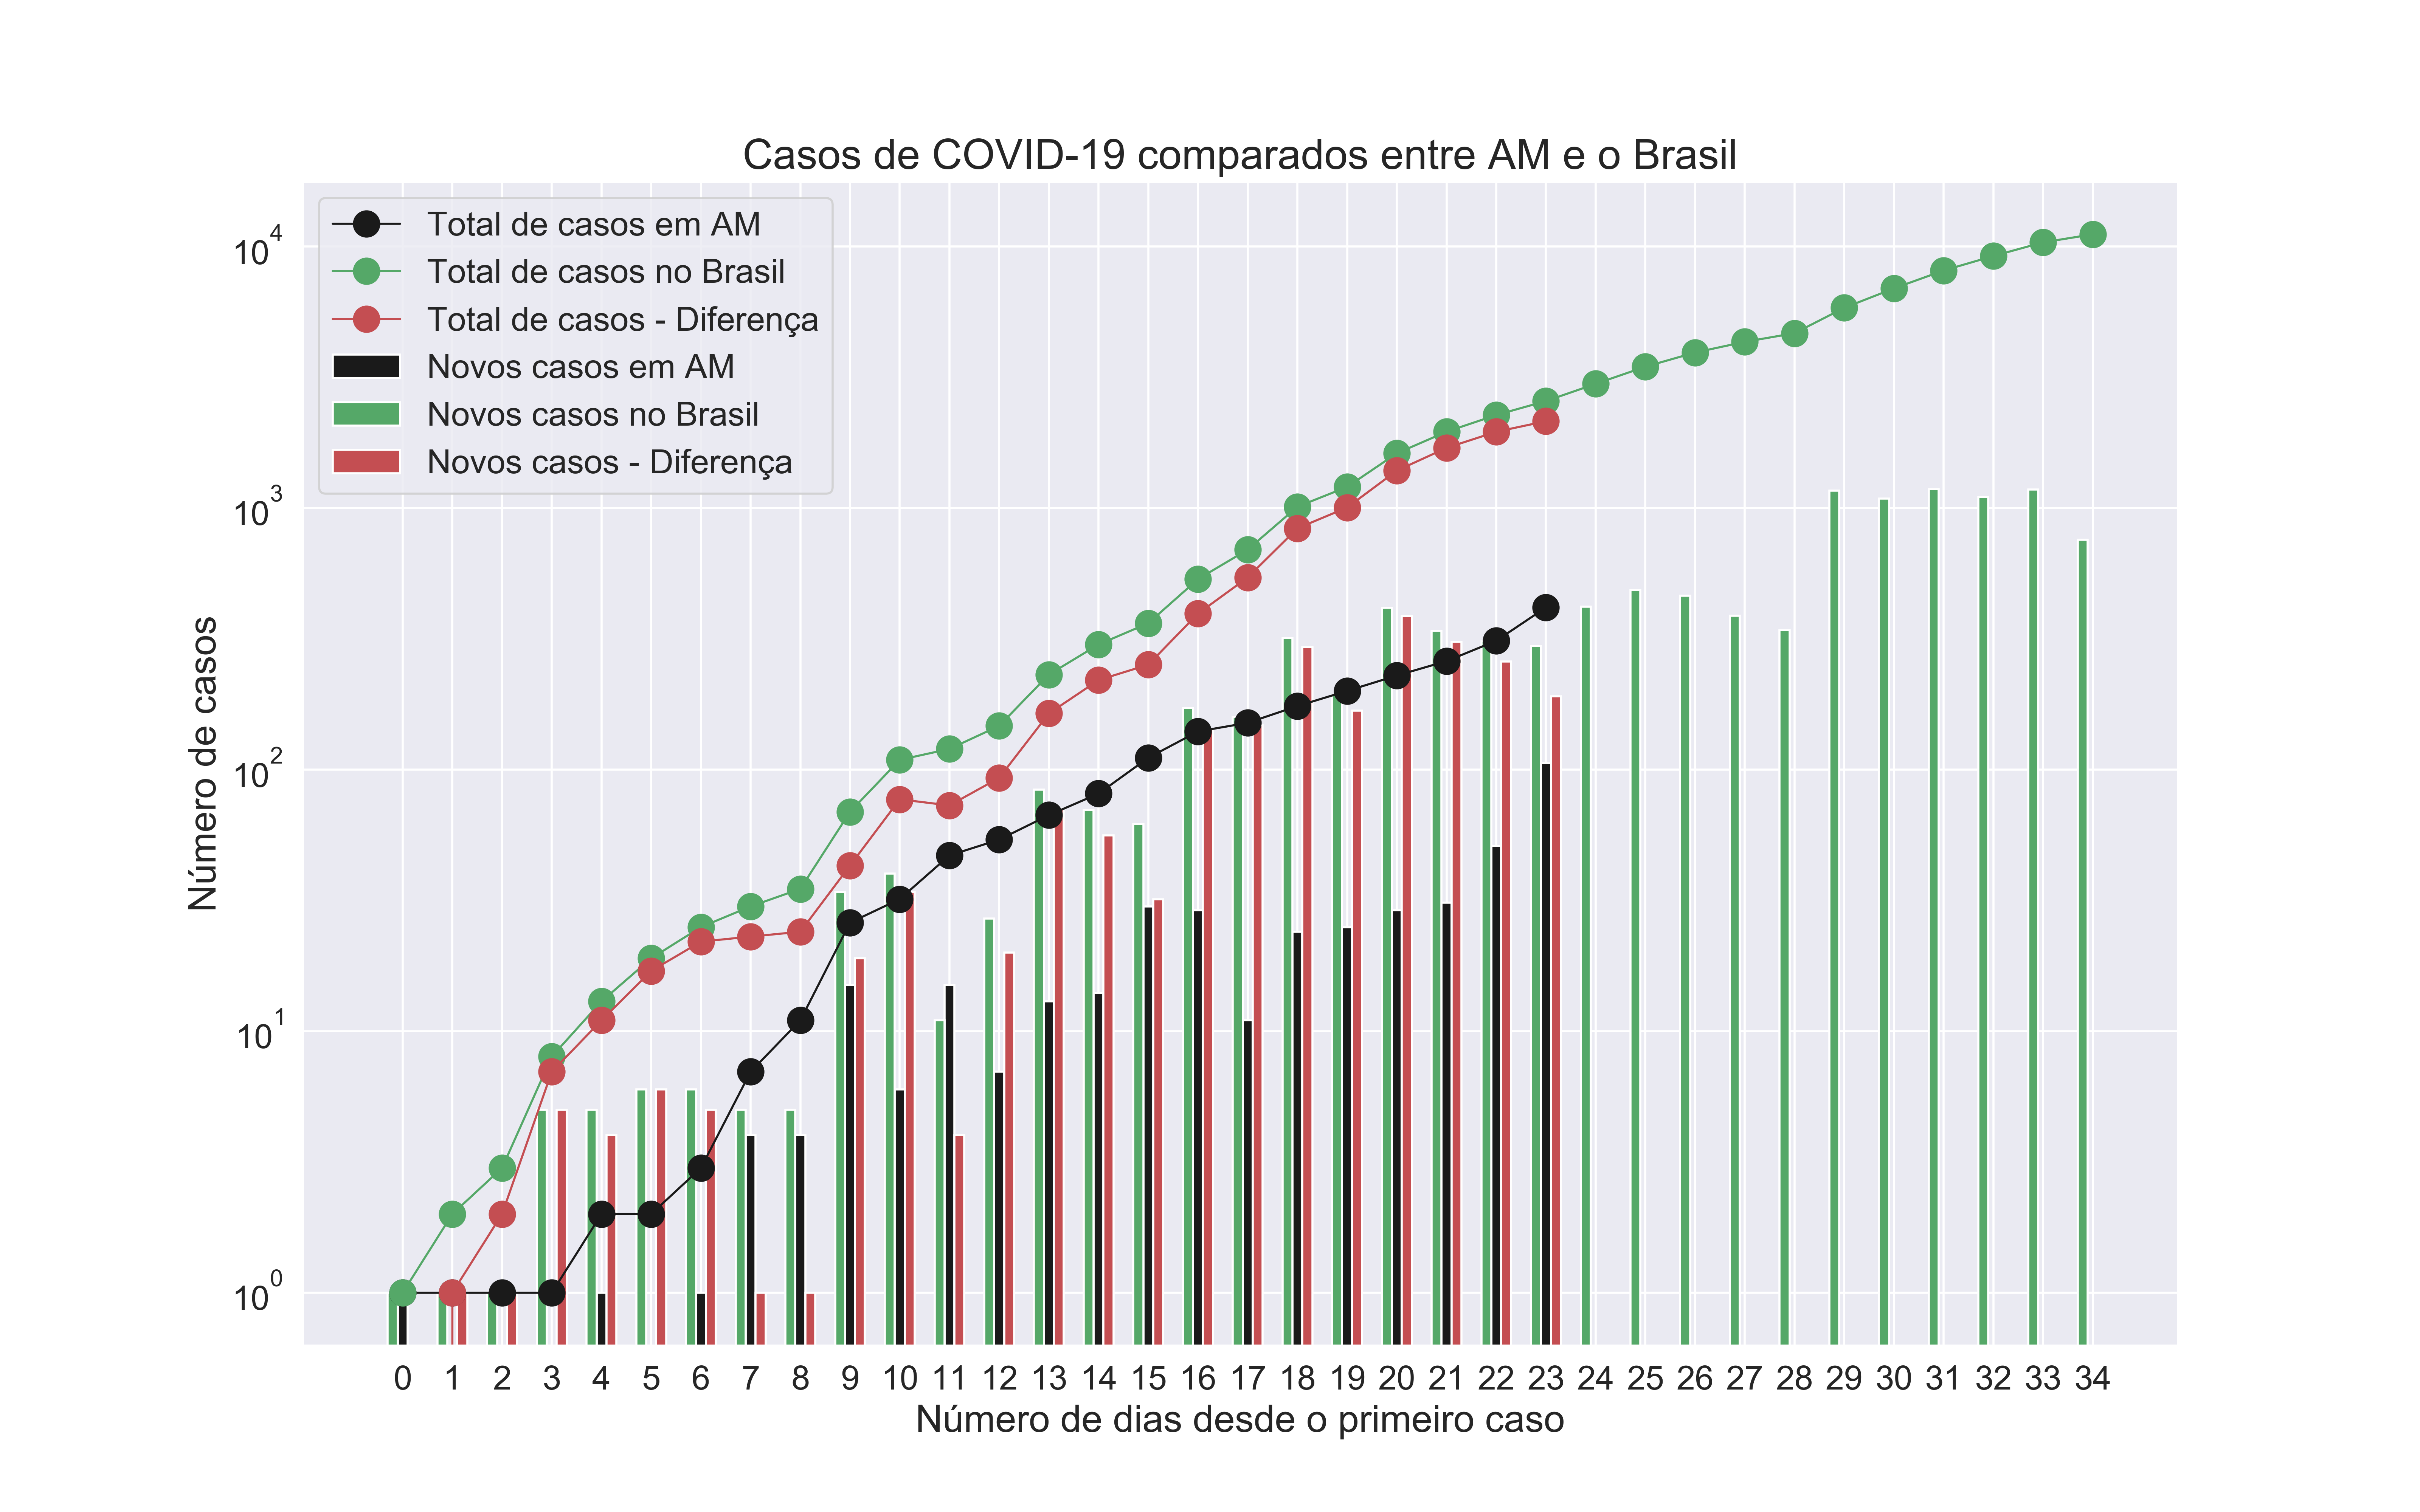 Casos de COVID-19 comparados entre AM e o Brasil
Total de casos em AM
Total de casos no Brasil
Total de casos - Diferença
Novos casos em AM
Novos casos no Brasil
Novos casos - Diferença
Número de casos
10^4
10^3
10^2
10^1
10^0
0 1 2 3 4 5 6 7 8 9 10 11 12 13 14 15 16 17 18 19 20 21 22 23 24 25 26 27 28 29 30 31 32 33 34
Número de dias desde o primeiro caso